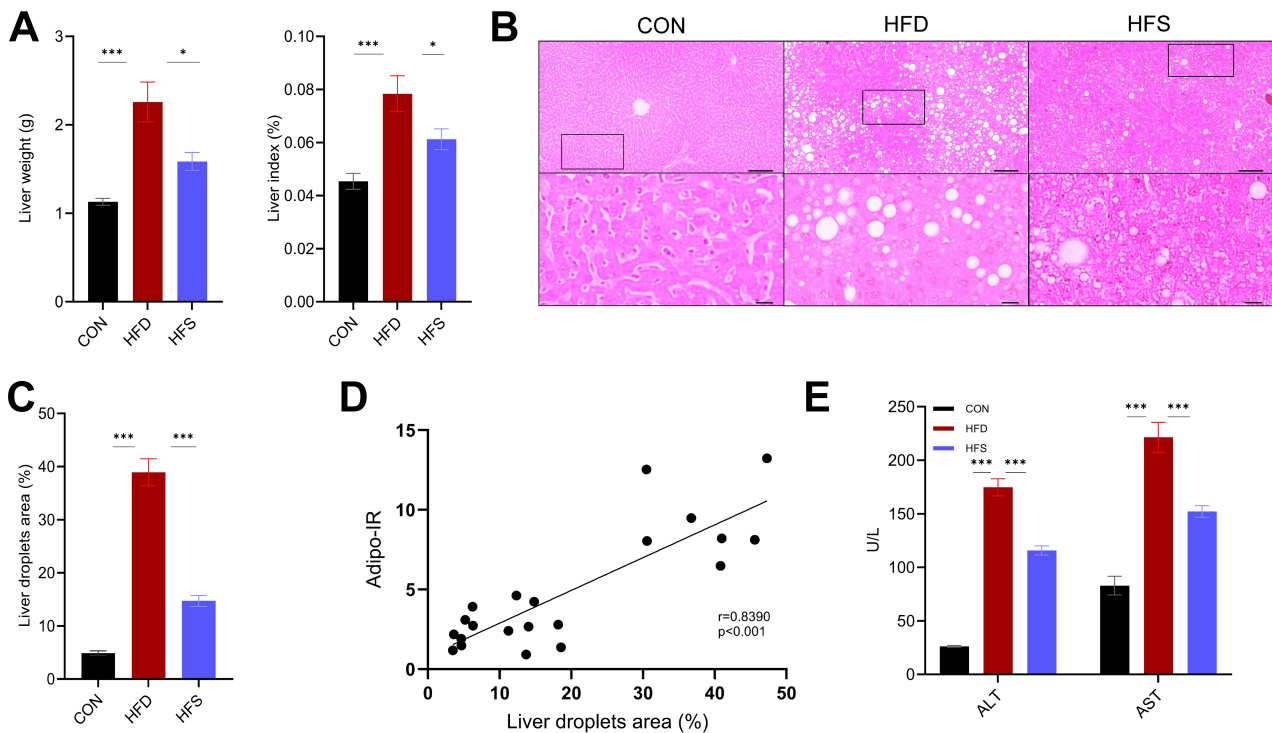 A
Liver weight (g)
3
2
1
0
***
*
CON
HFD
HFS
Liver index (%)
0.10
0.08
0.06
0.04
0.02
0.00
***
*
CON
HFD
HFS
B
CON
HFD
HFS
C
Liver droplets area (%)
50
40
30
20
10
0
***
***
CON
HFD
HFS
D
Adipo-IR
15
10
5
0
r=0.8390
p<0.001
0
10
20
30
40
50
Liver droplets area (%)
E
U/L
250
200
150
100
50
0
CON
HFD
HFS
***
***
***
***
ALT
AST